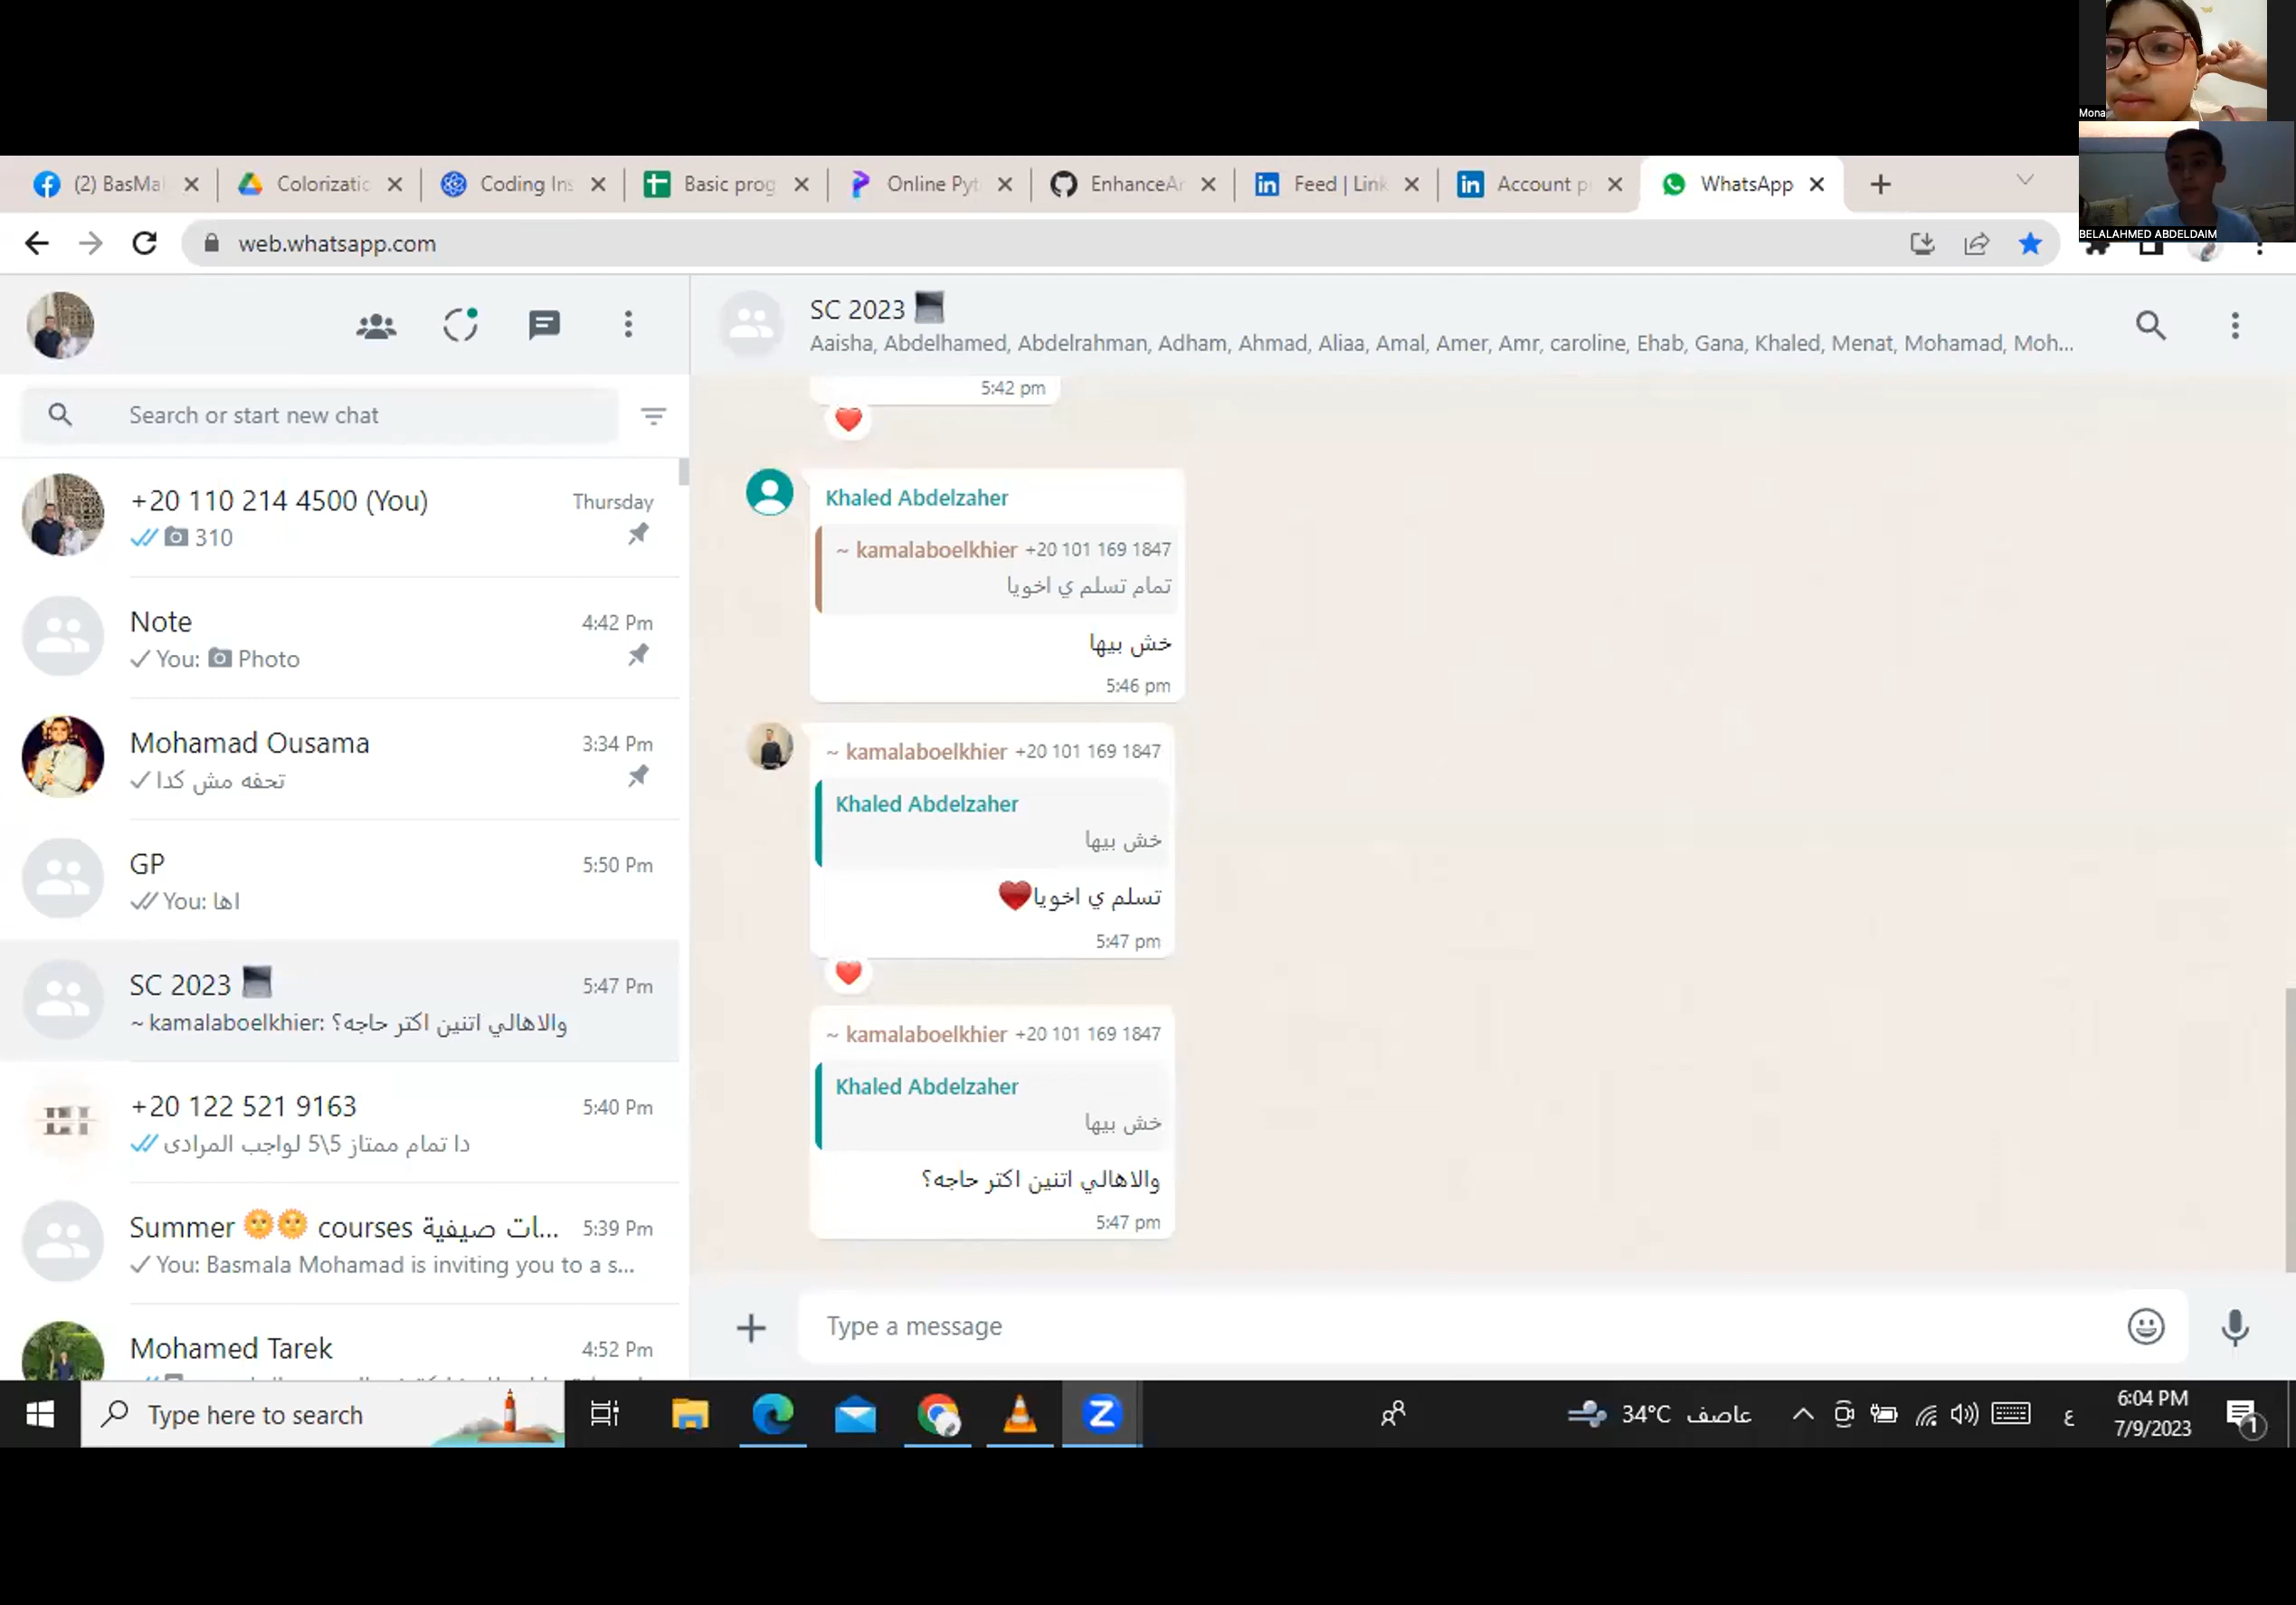 Mona
BELALAHMED ABDELDAIM
(2) BasMal
Colorizatic
Coding Ins
Basic prog
Online Pyt
EnhanceAr
Feed | Link
Account p
WhatsApp
web.whatsapp.com
Search or start new chat
+20 110 214 4500 (You)
Thursday
310
Note
4:42 Pm
You: Photo
Mohamad Ousama
3:34 Pm
تحفه مش كدا
GP
5:50 Pm
You: اها
SC 2023
5:47 Pm
~ kamalaboelkhier: والاهالي اتنين اكتر حاجه؟
+20 122 521 9163
5:40 Pm
دا تمام ممتاز 5\5 لواجب المرادى
Summer 🌞🌞 courses ات صيفية...
5:39 Pm
You: Basmala Mohamad is inviting you to a s...
Mohamed Tarek
4:52 Pm
SC 2023
Aaisha, Abdelhamed, Abdelrahman, Adham, Ahmad, Aliaa, Amal, Amer, Amr, caroline, Ehab, Gana, Khaled, Menat, Mohamad, Moh...
5:42 pm
Khaled Abdelzaher
~ kamalaboelkhier +20 101 169 1847
تمام تسلم ي اخويا
خش بيها
5:46 pm
~ kamalaboelkhier +20 101 169 1847
Khaled Abdelzaher
خش بيها
تسلم ي اخويا❤️
5:47 pm
~ kamalaboelkhier +20 101 169 1847
Khaled Abdelzaher
خش بيها
والاهالي اتنين اكتر حاجه؟
5:47 pm
Type a message
Type here to search
34°C عاصف
ع
6:04 PM
7/9/2023
1